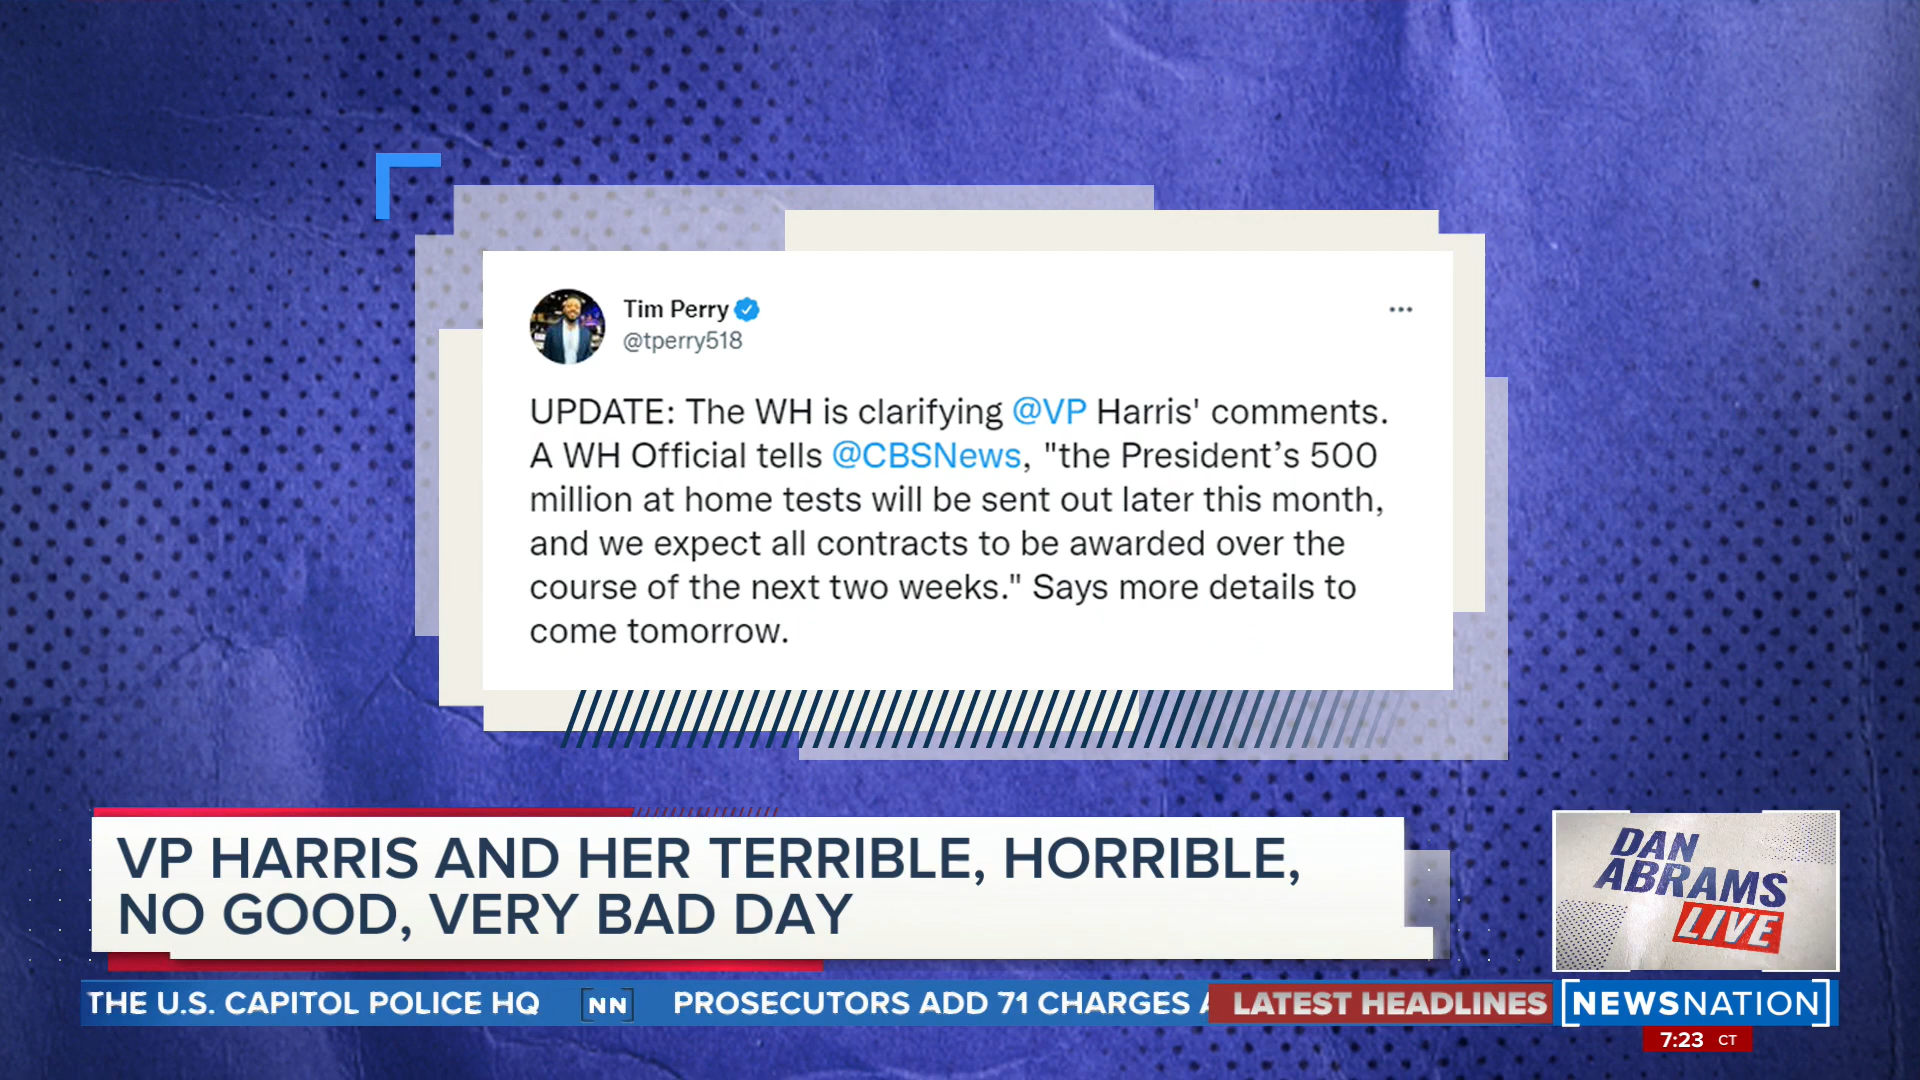 Tim Perry
@tperry518
UPDATE: The WH is clarifying @VP Harris' comments.
A WH Official tells @CBSNews, "the President’s 500
million at home tests will be sent out later this month,
and we expect all contracts to be awarded over the
course of the next two weeks." Says more details to
come tomorrow.
VP HARRIS AND HER TERRIBLE, HORRIBLE,
NO GOOD, VERY BAD DAY
DAN
ABRAMS
LIVE
THE U.S. CAPITOL POLICE HQ [NN] PROSECUTORS ADD 71 CHARGES
LATEST HEADLINES
[NEWSNATION]
7:23 CT